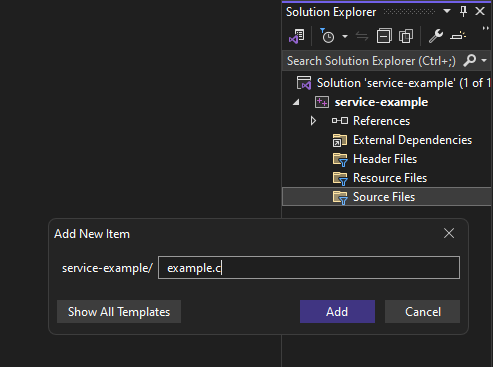 Solution Explorer
Search Solution Explorer (Ctrl+;)
Solution 'service-example' (1 of 1
service-example
References
External Dependencies
Header Files
Resource Files
Source Files
Add New Item
service-example/ example.c
Show All Templates Add Cancel